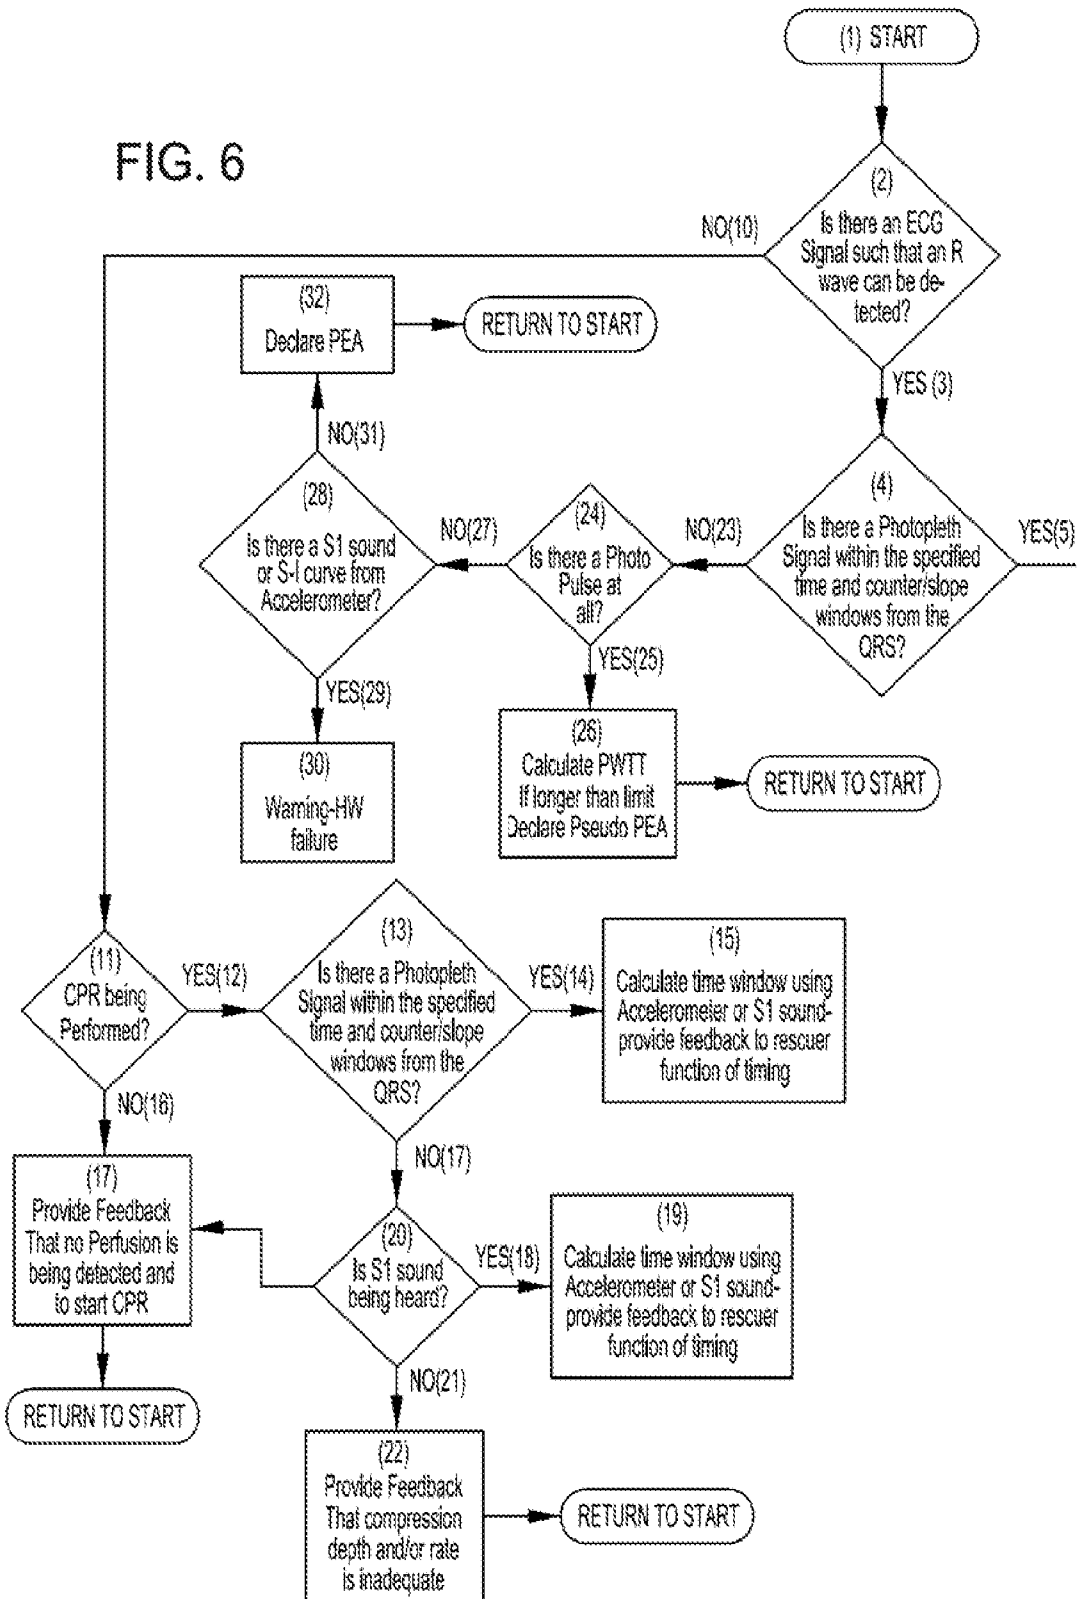 FIG. 6
(1) START
(2)
Is there an ECG
Signal such that an R
wave can be de-
tected?
NO(10)
YES (3)
(4)
Is there a Photopleth
Signal within the specified
time and counter/slope
windows from the
QRS?
YES(5)
NO(23)
(24)
Is there a Photo
Pulse at
all?
NO(27)
YES(25)
(26)
Calculate PWTT
If longer than limit
Declare Pseudo PEA
RETURN TO START
(28)
Is there a S1 sound
or S-I curve from
Accelerometer?
NO(31)
(32)
Declare PEA
RETURN TO START
YES(29)
(30)
Warning-HW
failure
(11)
CPR being
Performed?
YES(12)
NO(16)
(13)
Is there a Photopleth
Signal within the specified
time and counter/slope
windows from the
QRS?
YES(14)
(15)
Calculate time window using
Accelerometer or S1 sound-
provide feedback to rescuer
function of timing
NO(17)
(17)
Provide Feedback
That no Perfusion is
being detected and
to start CPR
RETURN TO START
(20)
Is S1 sound
being heard?
YES(18)
(19)
Calculate time window using
Accelerometer or S1 sound-
provide feedback to rescuer
function of timing
NO(21)
(22)
Provide Feedback
That compression
depth and/or rate
is inadequate
RETURN TO START